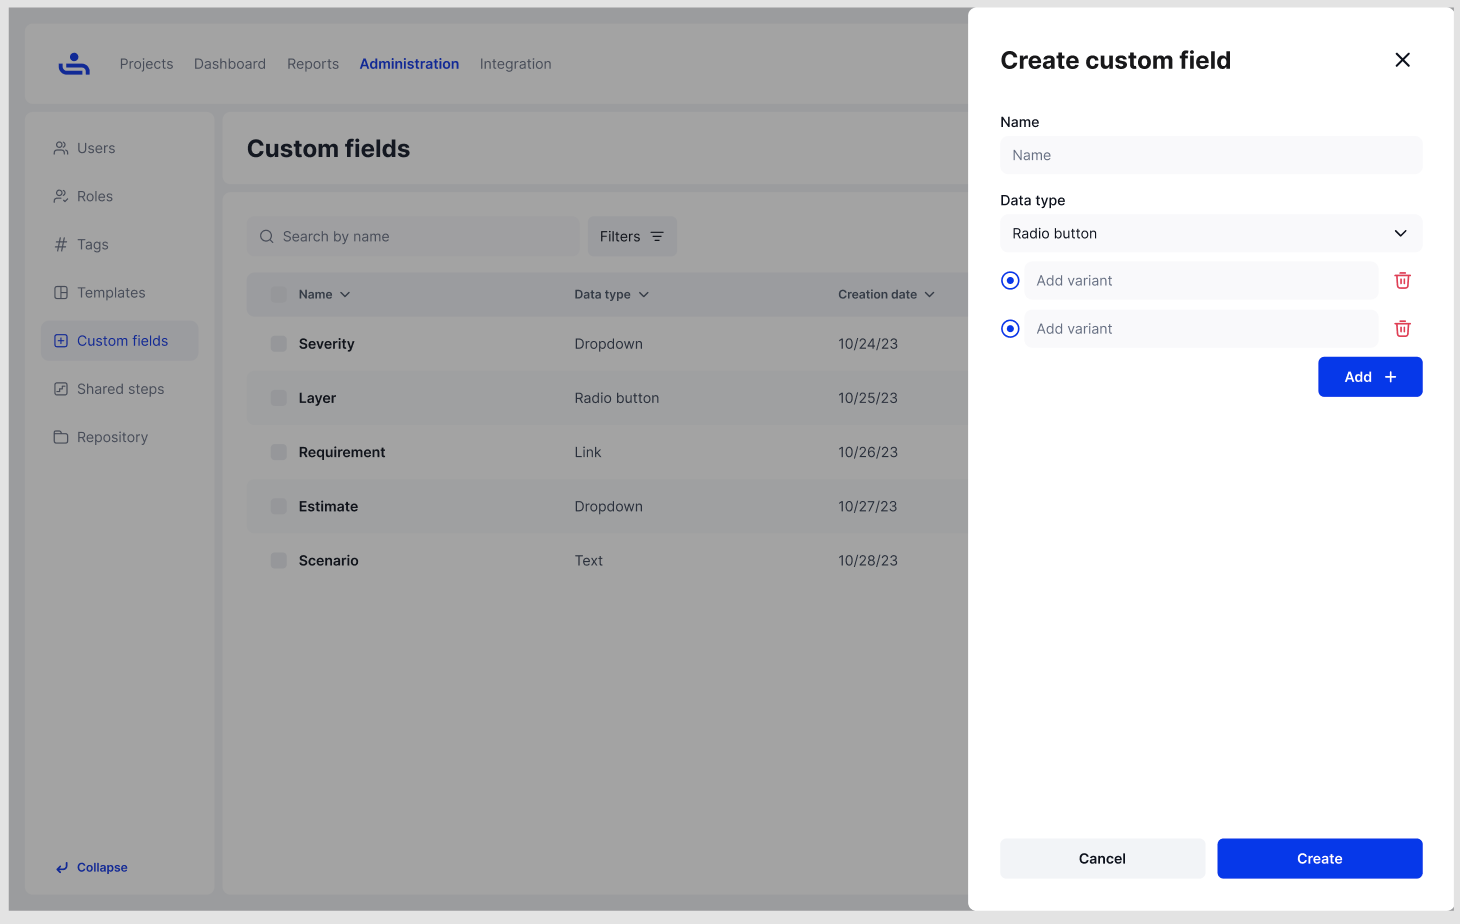 Projects Dashboard Reports Administration Integration
Users
Roles
Tags
Templates
Custom fields
Shared steps
Repository
Collapse
Custom fields
Search by name
Filters
Name Data type Creation date
Severity Dropdown 10/24/23
Layer Radio button 10/25/23
Requirement Link 10/26/23
Estimate Dropdown 10/27/23
Scenario Text 10/28/23
Create custom field
Name
Name
Data type
Radio button
Add variant
Add variant
Add
Cancel Create